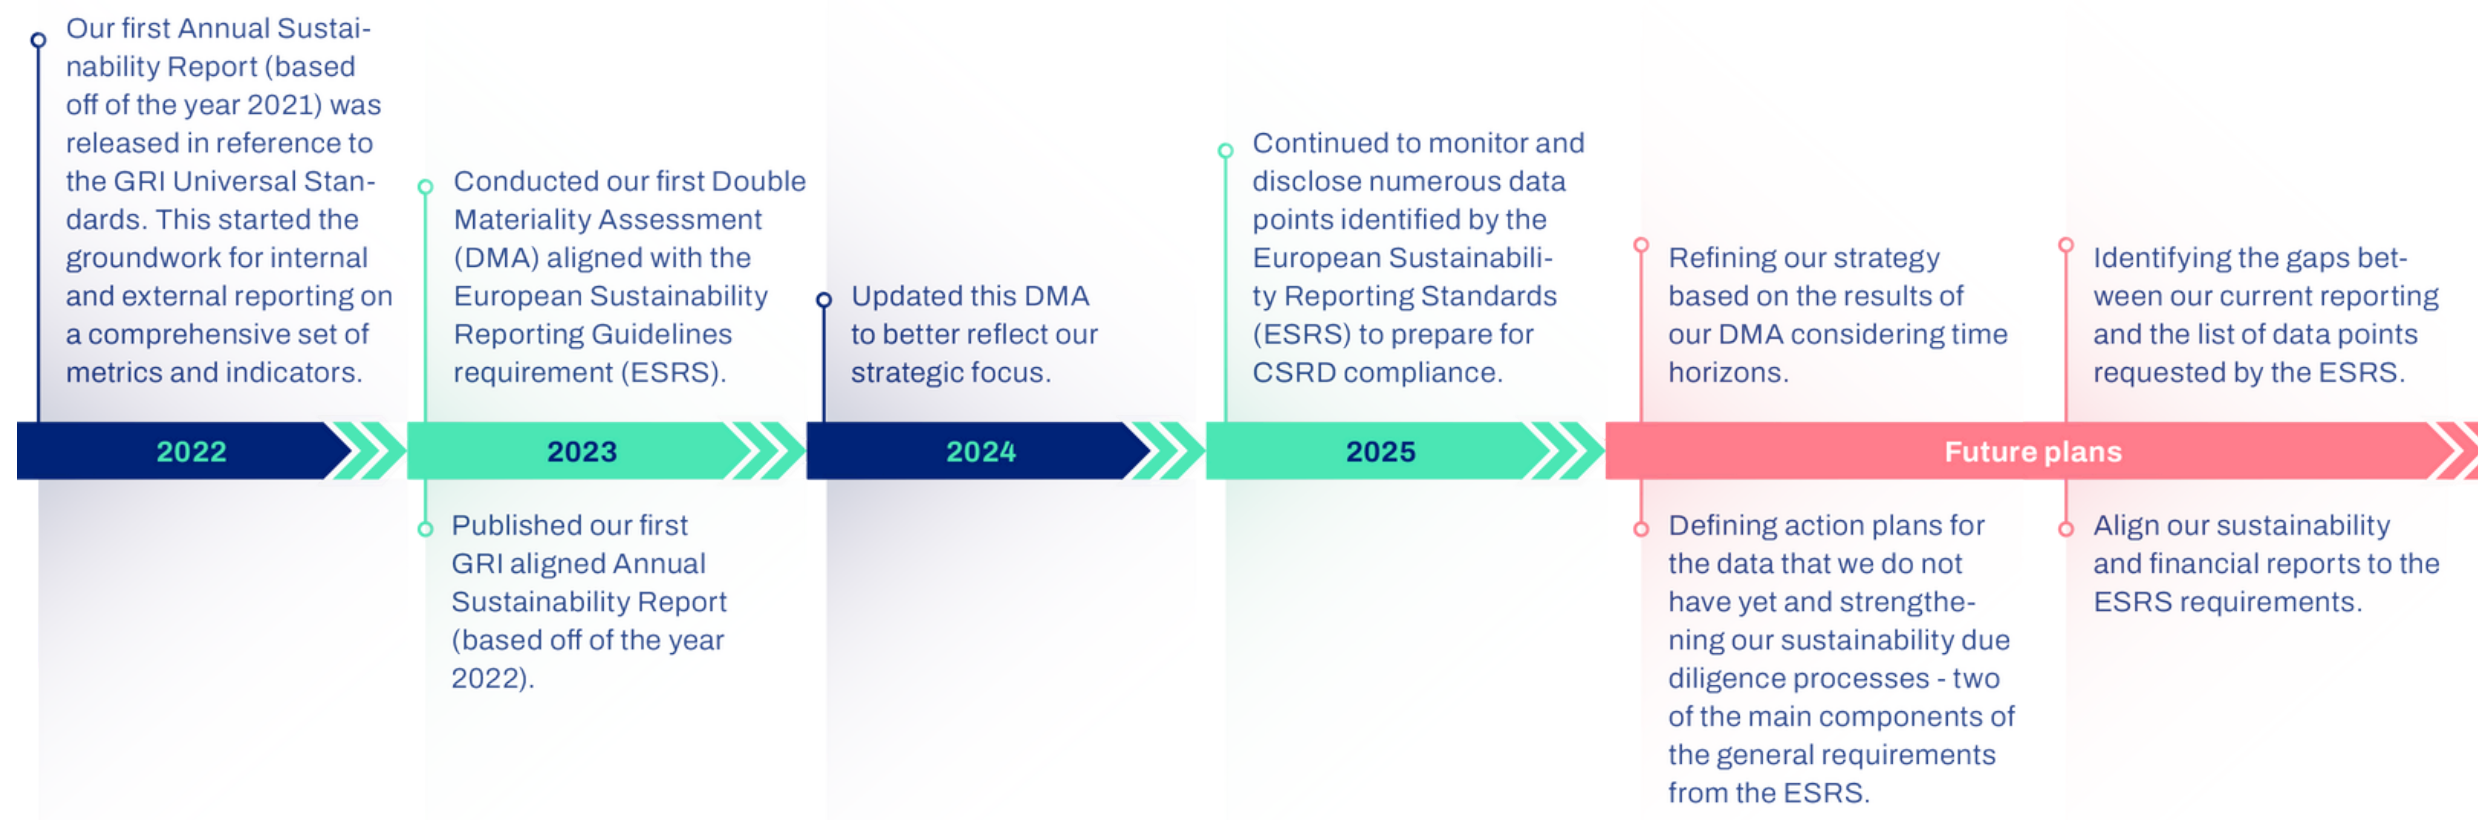 Our first Annual Sustai-
nability Report (based
off of the year 2021) was
released in reference to
the GRI Universal Stan-
dards. This started the
groundwork for internal
and external reporting on
a comprehensive set of
metrics and indicators.
2022
Conducted our first Double
Materiality Assessment
(DMA) aligned with the
European Sustainability
Reporting Guidelines
requirement (ESRS).
2023
Published our first
GRI aligned Annual
Sustainability Report
(based off of the year
2022).
Updated this DMA
to better reflect our
strategic focus.
2024
Continued to monitor and
disclose numerous data
points identified by the
European Sustainabili-
ty Reporting Standards
(ESRS) to prepare for
CSRD compliance.
2025
Refining our strategy
based on the results of
our DMA considering time
horizons.
Identifying the gaps bet-
ween our current reporting
and the list of data points
requested by the ESRS.
Future plans
Defining action plans for
the data that we do not
have yet and strengthe-
ning our sustainability due
diligence processes - two
of the main components of
the general requirements
from the ESRS.
Align our sustainability
and financial reports to the
ESRS requirements.